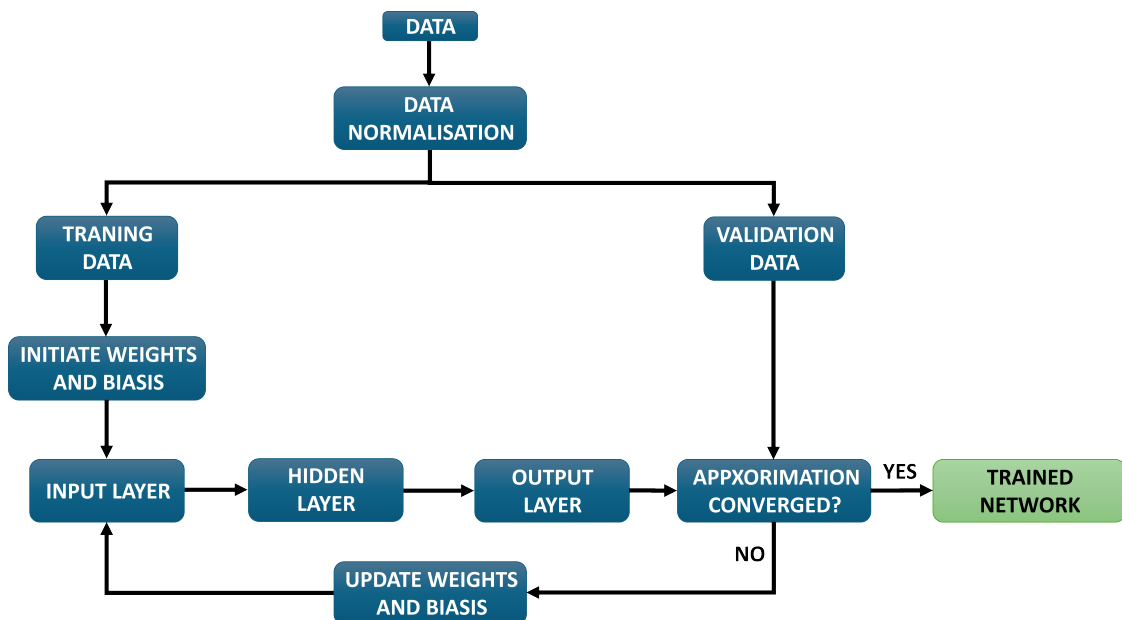 DATA
DATA
NORMALISATION
TRANING
DATA
VALIDATION
DATA
INITIATE WEIGHTS
AND BIASIS
INPUT LAYER
HIDDEN
LAYER
OUTPUT
LAYER
APPXORIMATION
CONVERGED?
YES
TRAINED
NETWORK
NO
UPDATE WEIGHTS
AND BIASIS